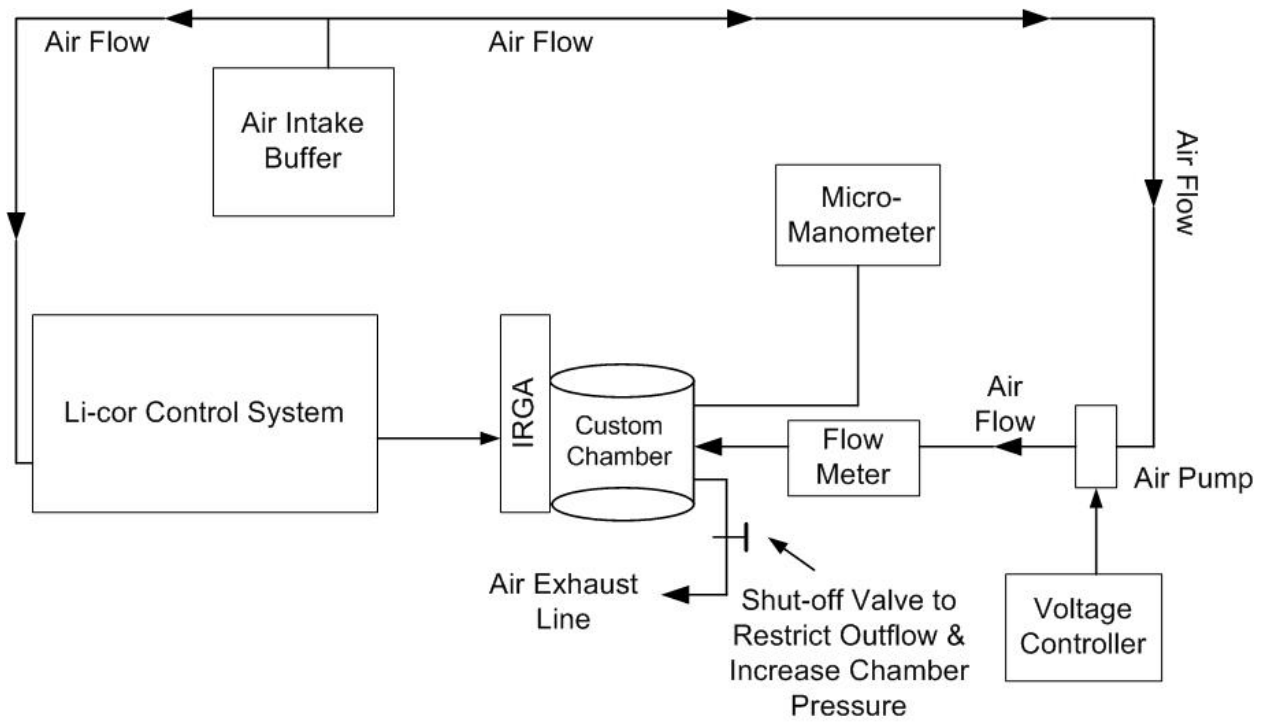 Air Flow
Air Flow
Air Intake
Buffer
Air Flow
Micro-
Manometer
Li-cor Control System
IRGA
Custom
Chamber
Flow
Meter
Air
Flow
Air Pump
Air Exhaust
Line
Shut-off Valve to
Restrict Outflow &
Increase Chamber
Pressure
Voltage
Controller